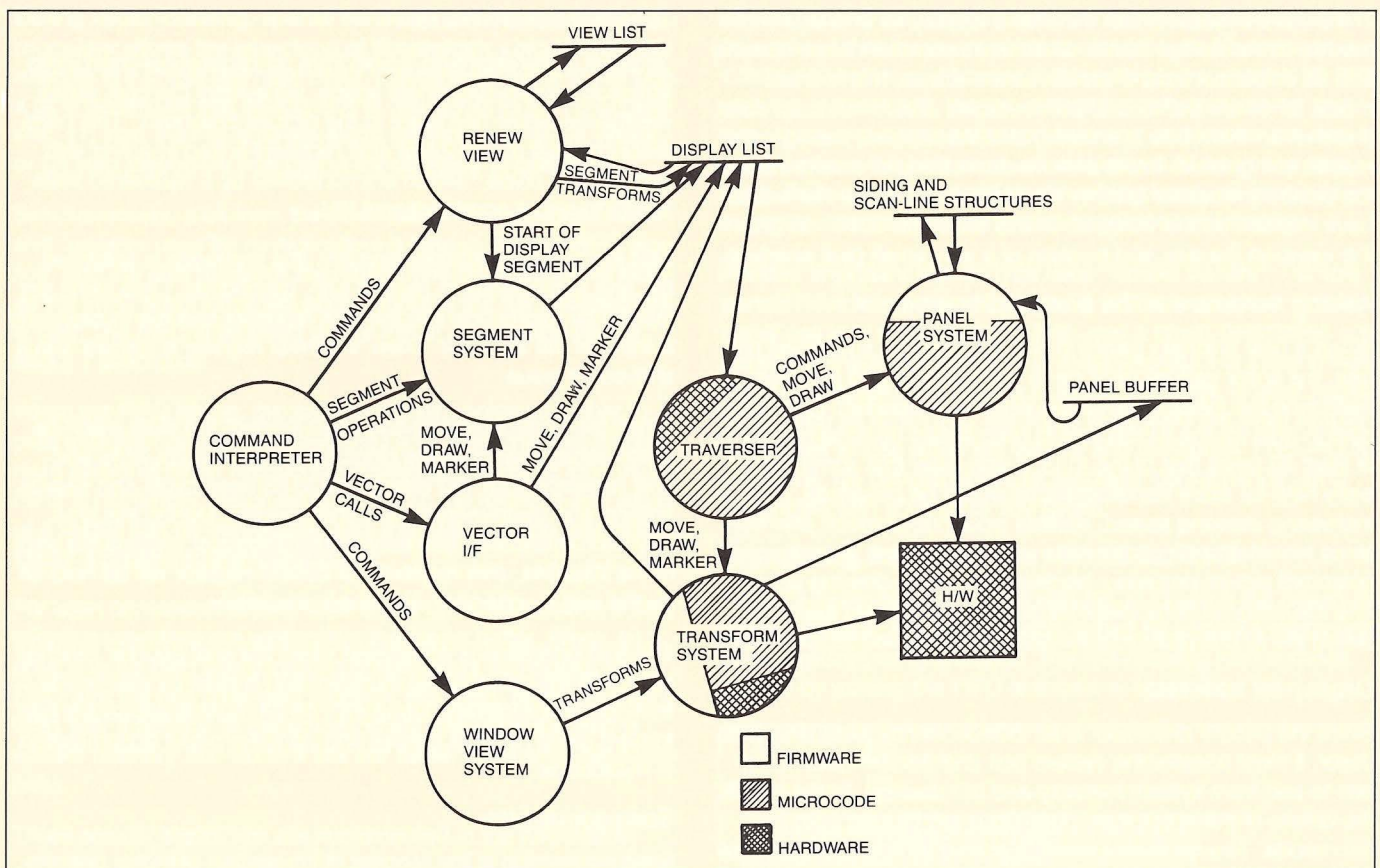 VIEW LIST
RENEW
VIEW
DISPLAY LIST
SEGMENT
TRANSFORMS
SIDING AND
SCAN-LINE STRUCTURES
START OF
DISPLAY
SEGMENT
COMMANDS
SEGMENT
SYSTEM
MOVE, DRAW, MARKER
PANEL
SYSTEM
COMMANDS,
MOVE,
DRAW
PANEL BUFFER
SEGMENT
OPERATIONS
COMMAND
INTERPRETER
MOVE,
DRAW,
MARKER
TRAVERSER
VECTOR
CALLS
VECTOR
I/F
MOVE,
DRAW,
MARKER
COMMANDS
H/W
TRANSFORM
SYSTEM
TRANSFORMS
WINDOW
VIEW
SYSTEM
FIRMWARE
MICROCODE
HARDWARE